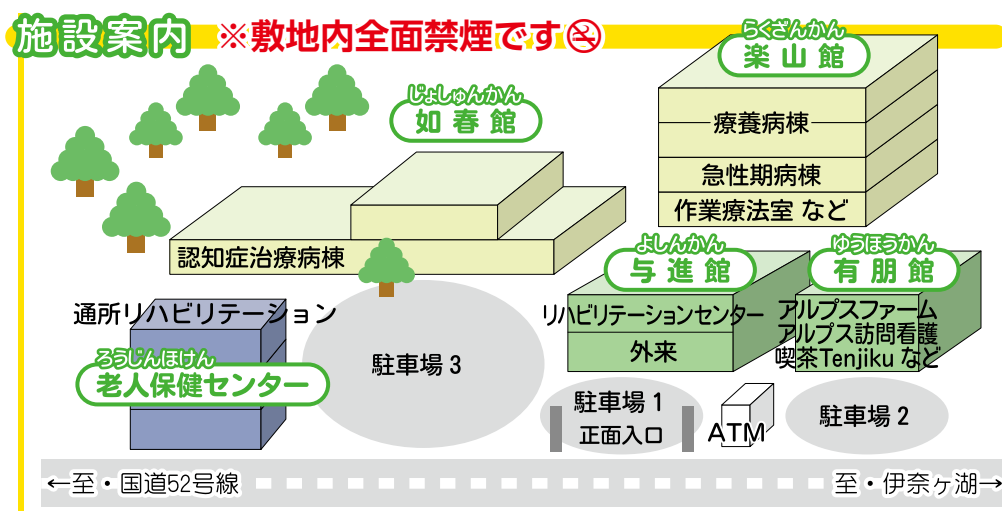 施設案内
※敷地内全面禁煙です
らくざんかん
楽山館
療養病棟
急性期病棟
作業療法室 など
じょしゅんかん
如春館
認知症治療病棟
よしんかん
与進館
リハビリテーションセンター
外来
ゆうほうかん
有朋館
アルプスファーム
アルプス訪問看護
喫茶Tenjiku など
通所リハビリテーション
ろうじんほけん
老人保健センター
駐車場 3
駐車場 1
正面入口
ATM
駐車場 2
←至・国道52号線
至・伊奈ヶ湖→